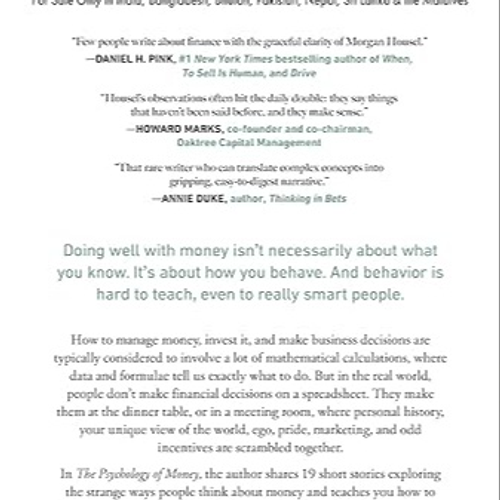 For Sale Only in India, Bangladesh, Bhutan, Pakistan, Nepal, Sri Lanka & the Maldives
"Few people write about finance with the graceful clarity of Morgan Housel."
—DANIEL H. PINK, #1 New York Times bestselling author of When,
To Sell Is Human, and Drive
"Housel's observations often hit the daily double: they say things
that haven't been said before, and they make sense."
—HOWARD MARKS, co-founder and co-chairman,
Oaktree Capital Management
"That rare writer who can translate complex concepts into
gripping, easy-to-digest narrative."
—ANNIE DUKE, author, Thinking in Bets
Doing well with money isn't necessarily about what
you know. It's about how you behave. And behavior is
hard to teach, even to really smart people.
How to manage money, invest it, and make business decisions are
typically considered to involve a lot of mathematical calculations, where
data and formulae tell us exactly what to do. But in the real world,
people don't make financial decisions on a spreadsheet. They make
them at the dinner table, or in a meeting room, where personal history,
your unique view of the world, ego, pride, marketing, and odd
incentives are scrambled together.
In The Psychology of Money, the author shares 19 short stories exploring
the strange ways people think about money and teaches you how to